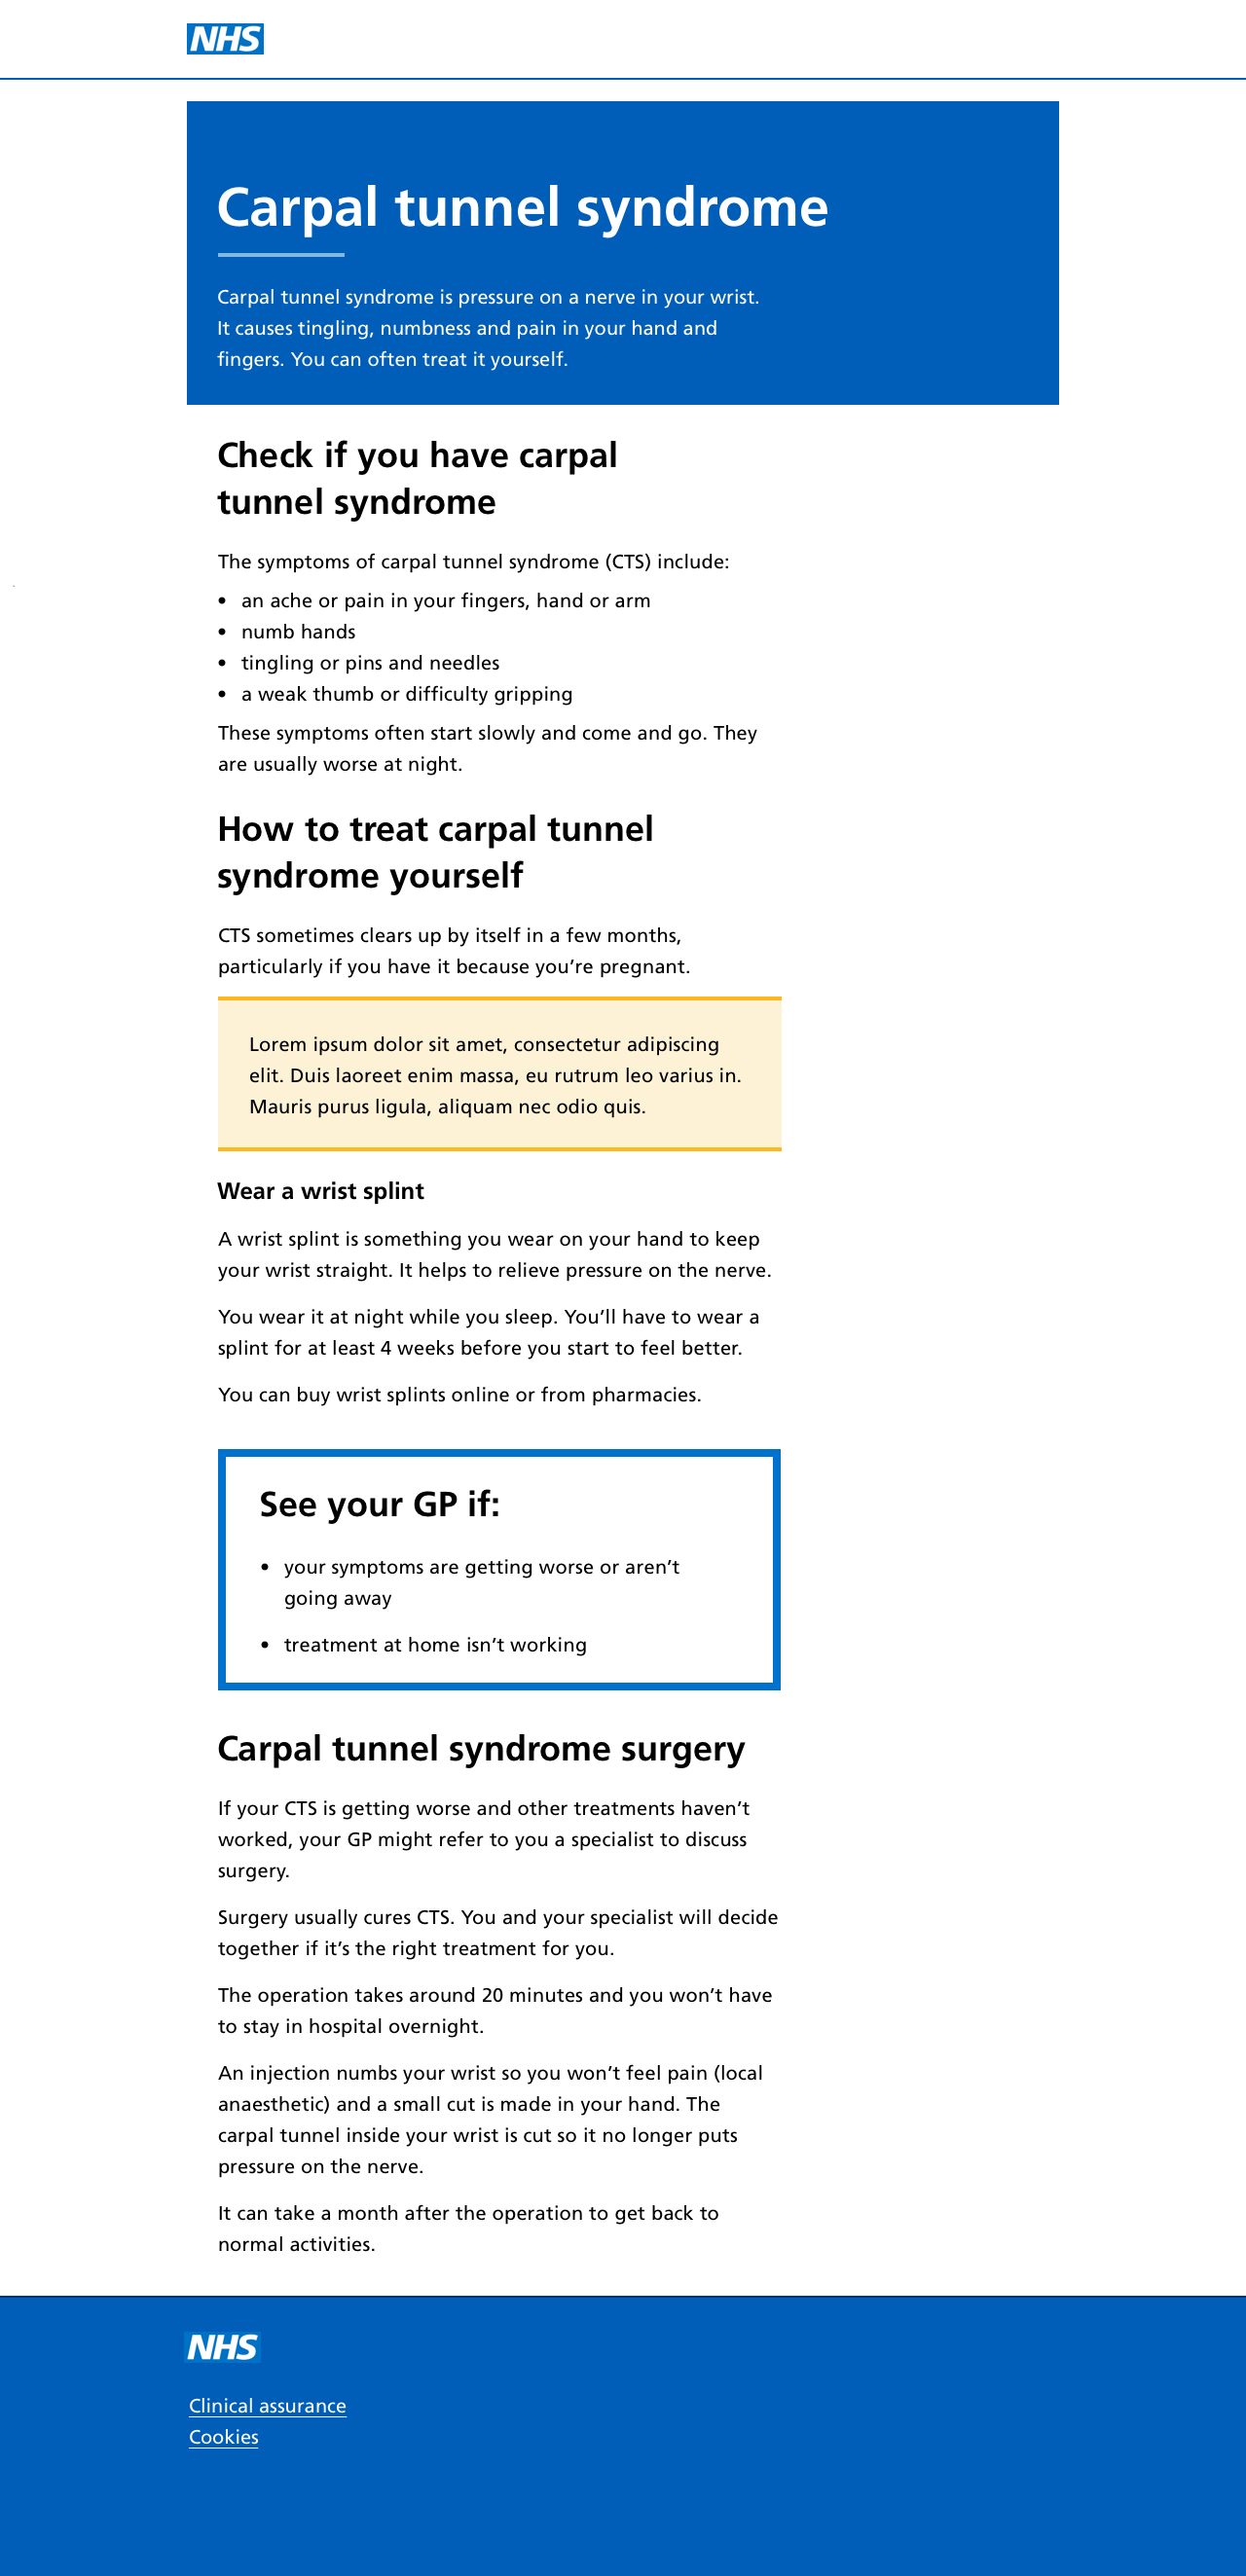 NHS
Carpal tunnel syndrome
Carpal tunnel syndrome is pressure on a nerve in your wrist.
It causes tingling, numbness and pain in your hand and
fingers. You can often treat it yourself.
Check if you have carpal
tunnel syndrome
The symptoms of carpal tunnel syndrome (CTS) include:
• an ache or pain in your fingers, hand or arm
• numb hands
• tingling or pins and needles
• a weak thumb or difficulty gripping
These symptoms often start slowly and come and go. They
are usually worse at night.
How to treat carpal tunnel
syndrome yourself
CTS sometimes clears up by itself in a few months,
particularly if you have it because you’re pregnant.
Lorem ipsum dolor sit amet, consectetur adipiscing
elit. Duis laoreet enim massa, eu rutrum leo varius in.
Mauris purus ligula, aliquam nec odio quis.
Wear a wrist splint
A wrist splint is something you wear on your hand to keep
your wrist straight. It helps to relieve pressure on the nerve.
You wear it at night while you sleep. You’ll have to wear a
splint for at least 4 weeks before you start to feel better.
You can buy wrist splints online or from pharmacies.
See your GP if:
• your symptoms are getting worse or aren’t
going away
• treatment at home isn’t working
Carpal tunnel syndrome surgery
If your CTS is getting worse and other treatments haven’t
worked, your GP might refer to you a specialist to discuss
surgery.
Surgery usually cures CTS. You and your specialist will decide
together if it’s the right treatment for you.
The operation takes around 20 minutes and you won’t have
to stay in hospital overnight.
An injection numbs your wrist so you won’t feel pain (local
anaesthetic) and a small cut is made in your hand. The
carpal tunnel inside your wrist is cut so it no longer puts
pressure on the nerve.
It can take a month after the operation to get back to
normal activities.
NHS
Clinical assurance
Cookies